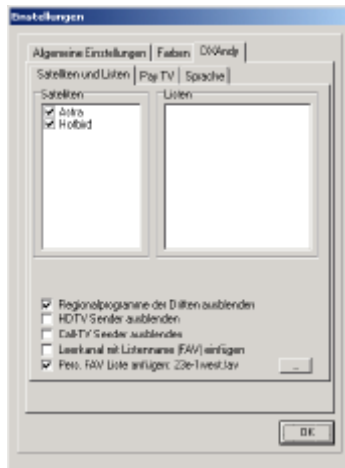 Einstellungen
Algemeine Einstellungen Farben DXAndy
Satelliten und Listen Pay TV Sprache
Satelliten Listen
Astra
Hotbird
Regionalprogramme der Dritten ausblenden
HDTV Sender ausblenden
Call-TV Sender ausblenden
Leerkanal mit Listenname (FAV) einfügen
Pers. FAV Liste anfügen: 23e-1west.fav ...
OK